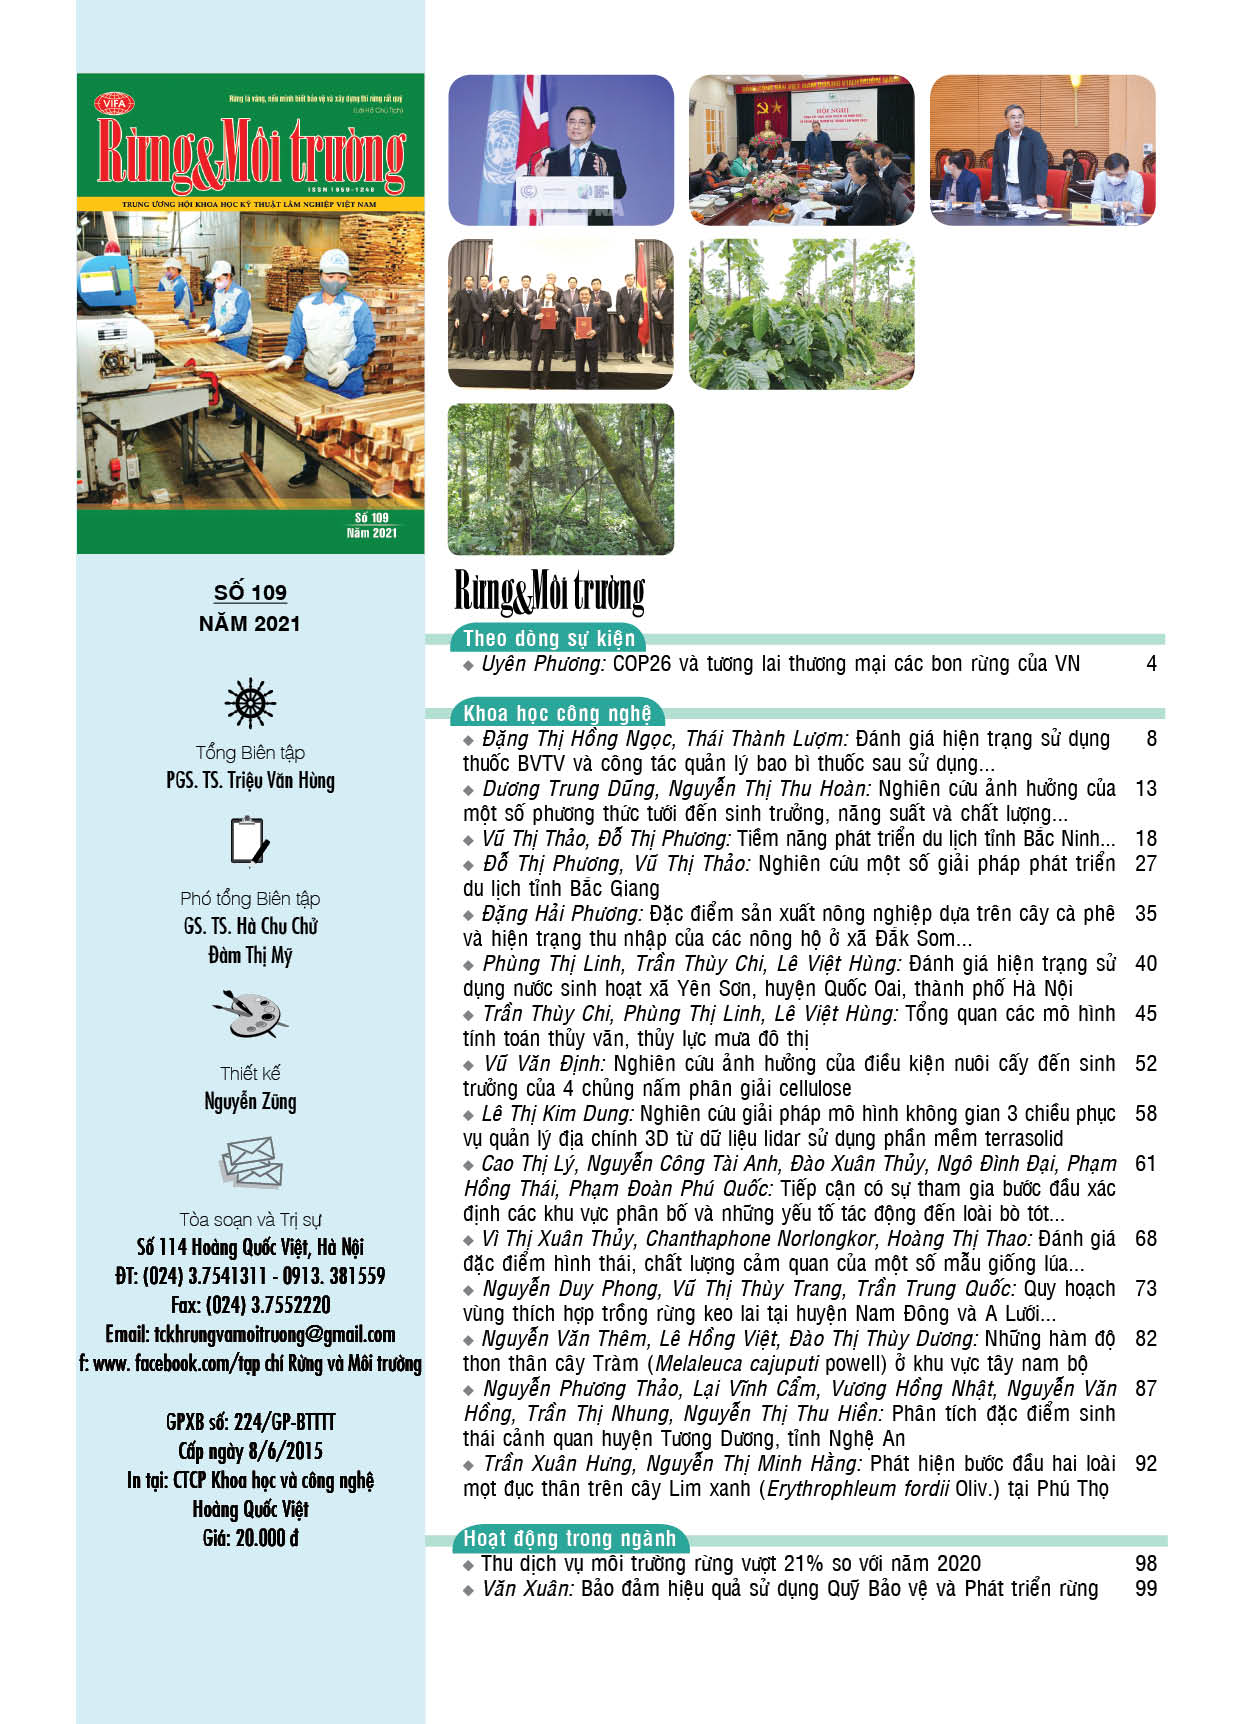 VIFA
Rừng là vàng, nếu mình biết bảo vệ và xây dựng thì rừng rất quý
(Lời Hồ Chủ Tịch)
Rừng&Môi trường
ISSN 1859-1248
TRUNG ƯƠNG HỘI KHOA HỌC KỸ THUẬT LÂM NGHIỆP VIỆT NAM
Số 109
Năm 2021
SỐ 109
NĂM 2021
Tổng Biên tập
PGS. TS. Triệu Văn Hùng
Phó tổng Biên tập
GS. TS. Hà Chu Chử
Đàm Thị Mỹ
Thiết kế
Nguyễn Zũng
Tòa soạn và Trị sự
Số 114 Hoàng Quốc Việt, Hà Nội
ĐT: (024) 3.7541311 - 0913. 381559
Fax: (024) 3.7552220
Email: tckhrungvamoitruong@gmail.com
f: www. facebook.com/tạp chí Rừng và Môi trường
GPXB số: 224/GP-BTTTT
Cấp ngày 8/6/2015
In tại: CTCP Khoa học và công nghệ
Hoàng Quốc Việt
Giá: 20.000 đ
HỘI NGHỊ
Rừng&Môi trường
Theo dòng sự kiện
◆ Uyên Phương: COP26 và tương lai thương mại các bon rừng của VN 4
Khoa học công nghệ
◆ Đặng Thị Hồng Ngọc, Thái Thành Lượm: Đánh giá hiện trạng sử dụng 8
thuốc BVTV và công tác quản lý bao bì thuốc sau sử dụng...
◆ Dương Trung Dũng, Nguyễn Thị Thu Hoàn: Nghiên cứu ảnh hưởng của 13
một số phương thức tưới đến sinh trưởng, năng suất và chất lượng...
◆ Vũ Thị Thảo, Đỗ Thị Phương: Tiềm năng phát triển du lịch tỉnh Bắc Ninh... 18
◆ Đỗ Thị Phương, Vũ Thị Thảo: Nghiên cứu một số giải pháp phát triển 27
du lịch tỉnh Bắc Giang
◆ Đặng Hải Phương: Đặc điểm sản xuất nông nghiệp dựa trên cây cà phê 35
và hiện trạng thu nhập của các nông hộ ở xã Đắk Som...
◆ Phùng Thị Linh, Trần Thùy Chi, Lê Việt Hùng: Đánh giá hiện trạng sử 40
dụng nước sinh hoạt xã Yên Sơn, huyện Quốc Oai, thành phố Hà Nội
◆ Trần Thùy Chi, Phùng Thị Linh, Lê Việt Hùng: Tổng quan các mô hình 45
tính toán thủy văn, thủy lực mưa đô thị
◆ Vũ Văn Định: Nghiên cứu ảnh hưởng của điều kiện nuôi cấy đến sinh 52
trưởng của 4 chủng nấm phân giải cellulose
◆ Lê Thị Kim Dung: Nghiên cứu giải pháp mô hình không gian 3 chiều phục 58
vụ quản lý địa chính 3D từ dữ liệu lidar sử dụng phần mềm terrasolid
◆ Cao Thị Lý, Nguyễn Công Tài Anh, Đào Xuân Thủy, Ngô Đình Đại, Phạm 61
Hồng Thái, Phạm Đoàn Phú Quốc: Tiếp cận có sự tham gia bước đầu xác
định các khu vực phân bố và những yếu tố tác động đến loài bò tót...
◆ Vì Thị Xuân Thủy, Chanthaphone Norlongkor, Hoàng Thị Thao: Đánh giá 68
đặc điểm hình thái, chất lượng cảm quan của một số mẫu giống lúa...
◆ Nguyễn Duy Phong, Vũ Thị Thùy Trang, Trần Trung Quốc: Quy hoạch 73
vùng thích hợp trồng rừng keo lai tại huyện Nam Đông và A Lưới...
◆ Nguyễn Văn Thêm, Lê Hồng Việt, Đào Thị Thùy Dương: Những hàm độ 82
thon thân cây Tràm (Melaleuca cajuputi powell) ở khu vực tây nam bộ
◆ Nguyễn Phương Thảo, Lại Vĩnh Cẩm, Vương Hồng Nhật, Nguyễn Văn 87
Hồng, Trần Thị Nhung, Nguyễn Thị Thu Hiền: Phân tích đặc điểm sinh
thái cảnh quan huyện Tương Dương, tỉnh Nghệ An
◆ Trần Xuân Hưng, Nguyễn Thị Minh Hằng: Phát hiện bước đầu hai loài 92
mọt đục thân trên cây Lim xanh (Erythrophleum fordii Oliv.) tại Phú Thọ
Hoạt động trong ngành
◆ Thu dịch vụ môi trường rừng vượt 21% so với năm 2020 98
◆ Văn Xuân: Bảo đảm hiệu quả sử dụng Quỹ Bảo vệ và Phát triển rừng 99